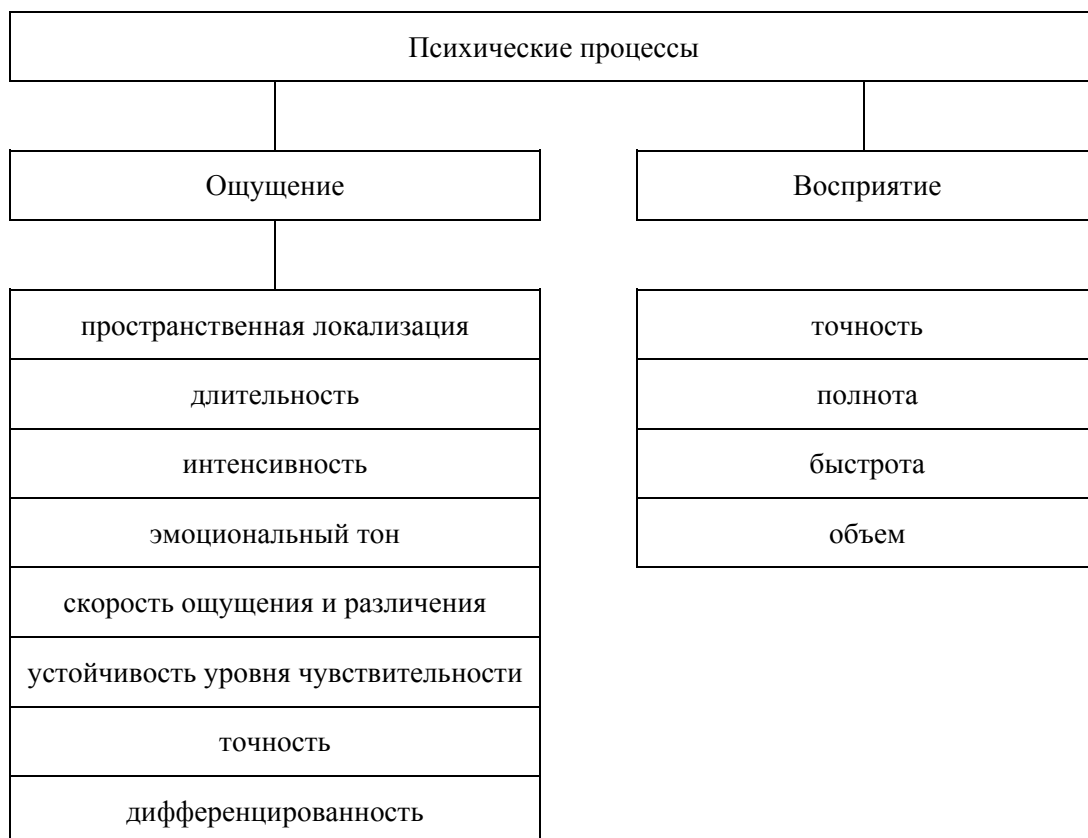 Психические процессы
Ощущение
Восприятие
пространственная локализация
длительность
интенсивность
эмоциональный тон
скорость ощущения и различения
устойчивость уровня чувствительности
точность
дифференцированность
точность
полнота
быстрота
объем